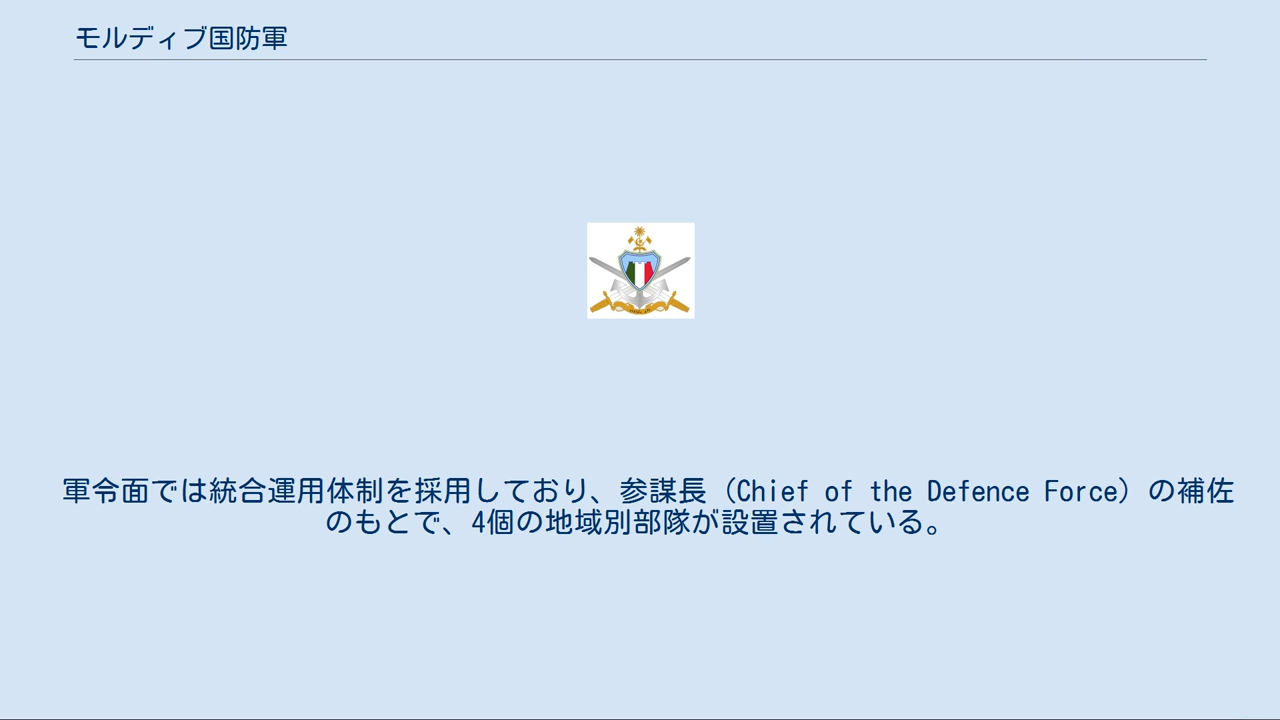 モルディブ国防軍
軍令面では統合運用体制を採用しており、参謀長（Chief of the Defence Force）の補佐
のもとで、4個の地域別部隊が設置されている。